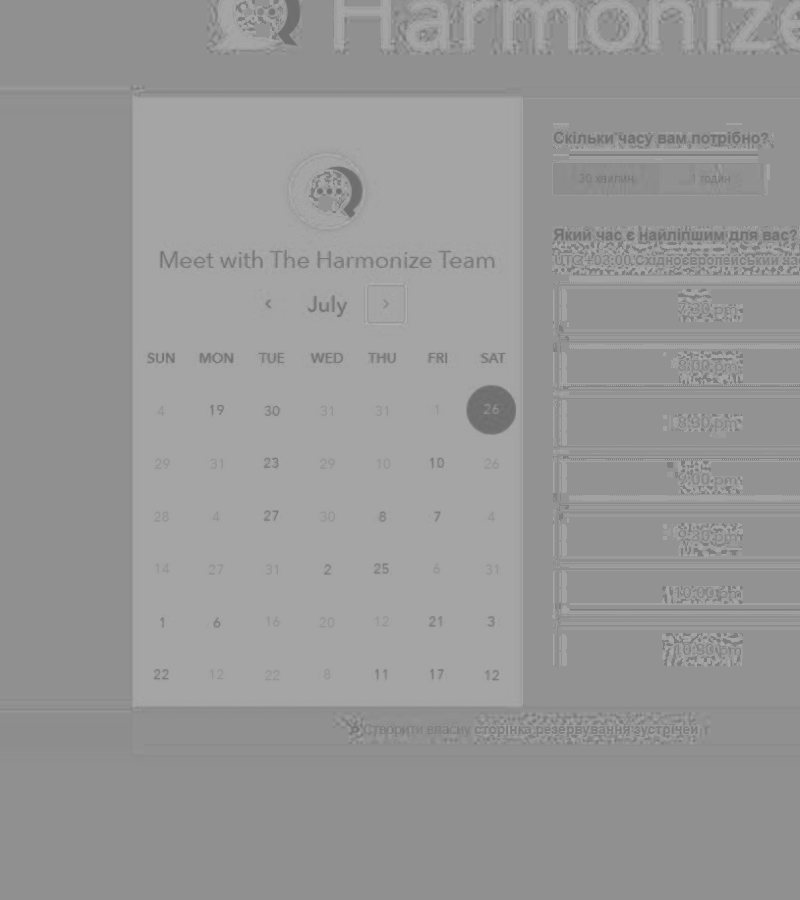 Harmonize
Meet with The Harmonize Team
July
SUN MON TUE WED THU FRI SAT
4 19 30 31 31 1 26
29 31 23 29 10 10 26
28 4 27 30 8 7 4
14 27 31 2 25 6 31
1 6 16 20 12 21 3
22 12 22 8 11 17 12
Скільки часу вам потрібно?
30 хвилин 1 годин
Який час є найліпшим для вас?
UTC +03:00 Східноєвропейський
7:30 pm
8:00 pm
8:30 pm
9:00 pm
9:30 pm
10:00 pm
10:30 pm
Створити власну сторінка резервування зустрічей